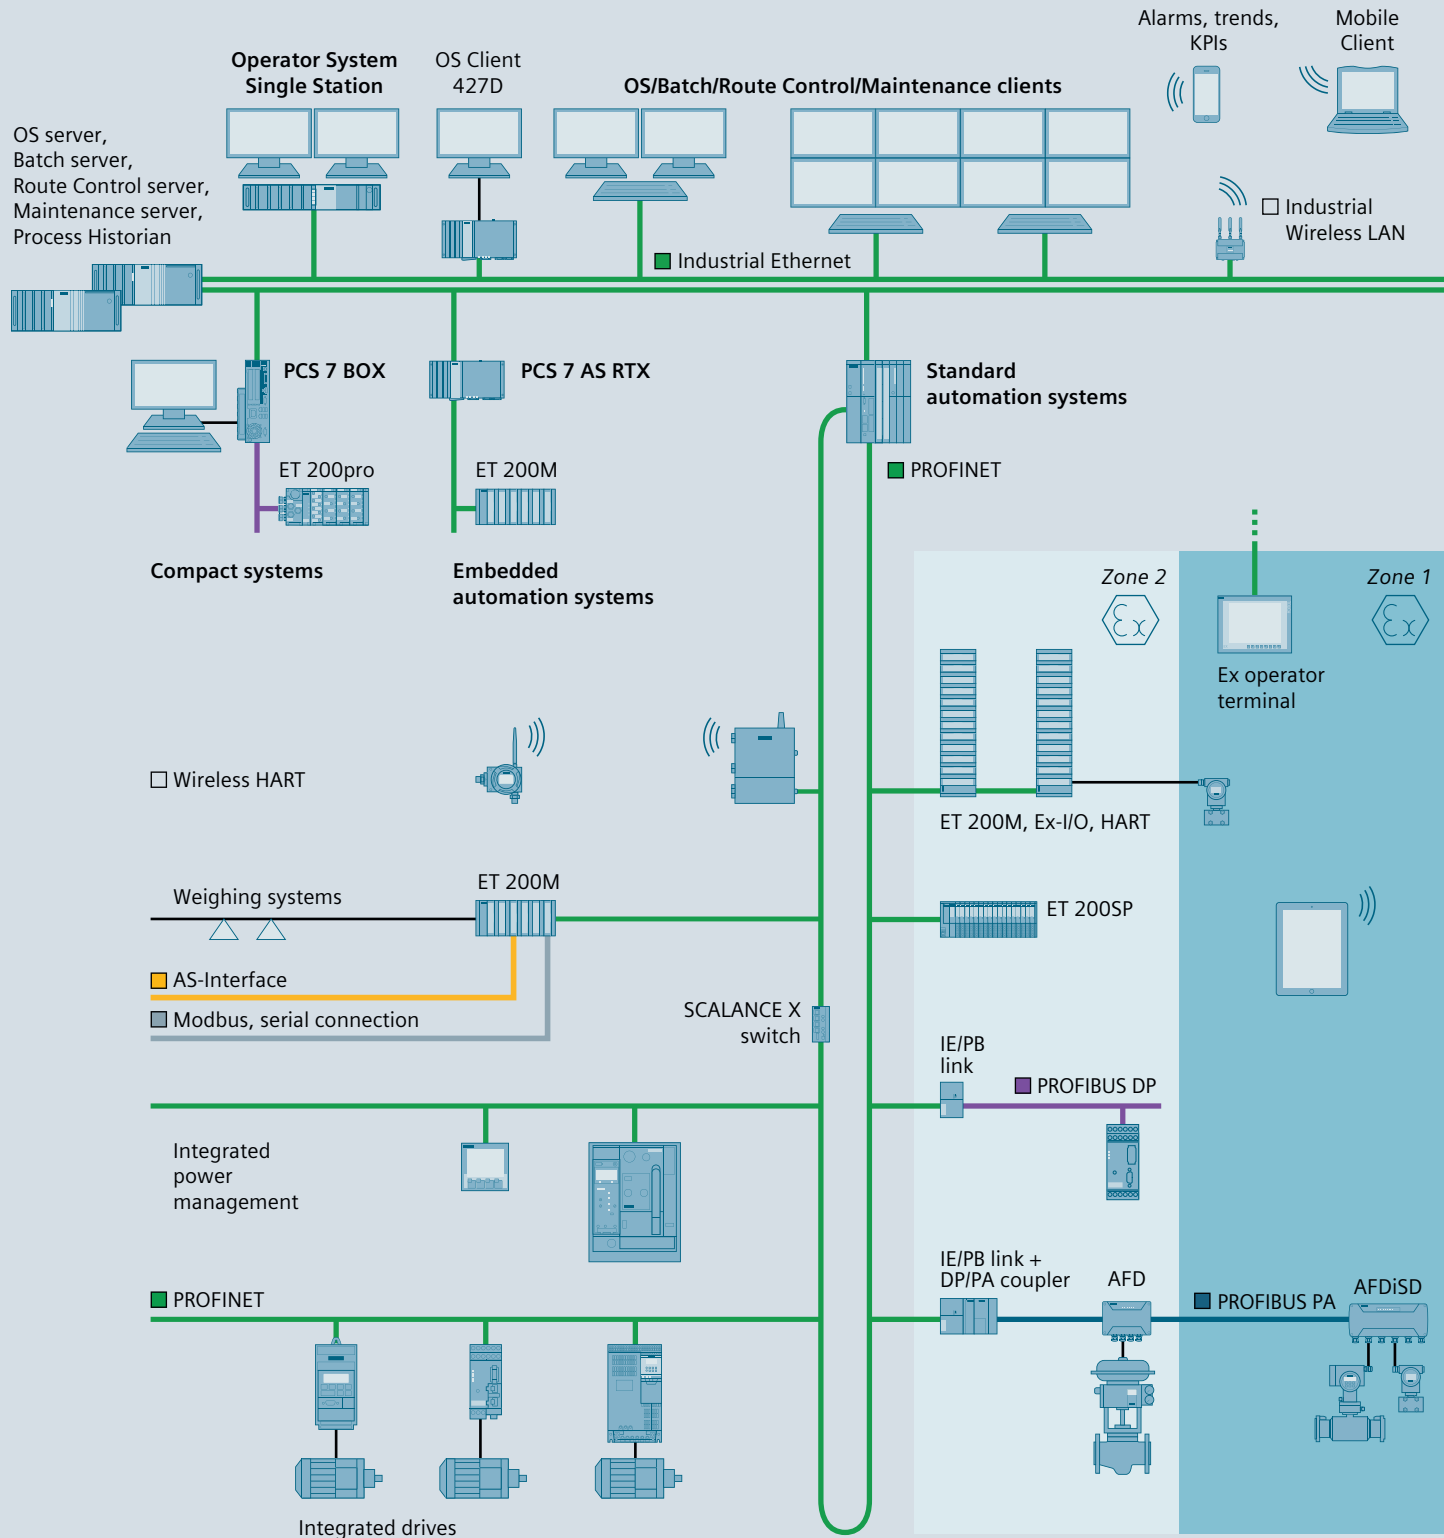 Alarms, trends,
KPIs
Mobile
Client
Operator System
Single Station
OS Client
427D
OS/Batch/Route Control/Maintenance clients
OS server,
Batch server,
Route Control server,
Maintenance server,
Process Historian
Industrial
Wireless LAN
Industrial Ethernet
PCS 7 BOX
PCS 7 AS RTX
Standard
automation systems
ET 200pro
ET 200M
PROFINET
Compact systems
Embedded
automation systems
Zone 2
Zone 1
Ex
Ex
Ex operator
terminal
Wireless HART
ET 200M, Ex-I/O, HART
Weighing systems
ET 200M
ET 200SP
AS-Interface
Modbus, serial connection
SCALANCE X
switch
IE/PB
link
PROFIBUS DP
Integrated
power
management
IE/PB link +
DP/PA coupler
AFD
AFDiSD
PROFINET
PROFIBUS PA
Integrated drives